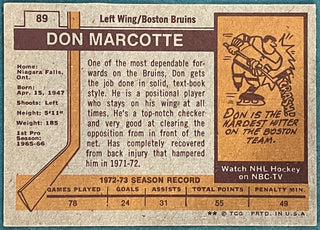 89
Left Wing/Boston Bruins
DON MARCOTTE
Home:
Niagara Falls,
Ont.
Born:
Apr. 15, 1947
Shoots: Left
Height: 5'11"
Weight: 185
1st Pro
Season:
1965-66
One of the most dependable for-
wards on the Bruins, Don gets
the job done in solid, text-book
style. He is a positional player
who stays on his wing at all
times. He's a top-notch checker
and very good at clearing the
opposition from in front of the
net. Has completely recovered
from back injury that hampered
him in 1971-72.
DON IS THE
HARDEST HITTER
ON THE BOSTON
TEAM.
Watch NHL Hockey
on NBC-TV
1972-73 SEASON RECORD
GAMES PLAYED GOALS ASSISTS TOTAL POINTS PENALTY MIN.
78 24 31 55 49
** © TCG PRTD. IN U.S.A.